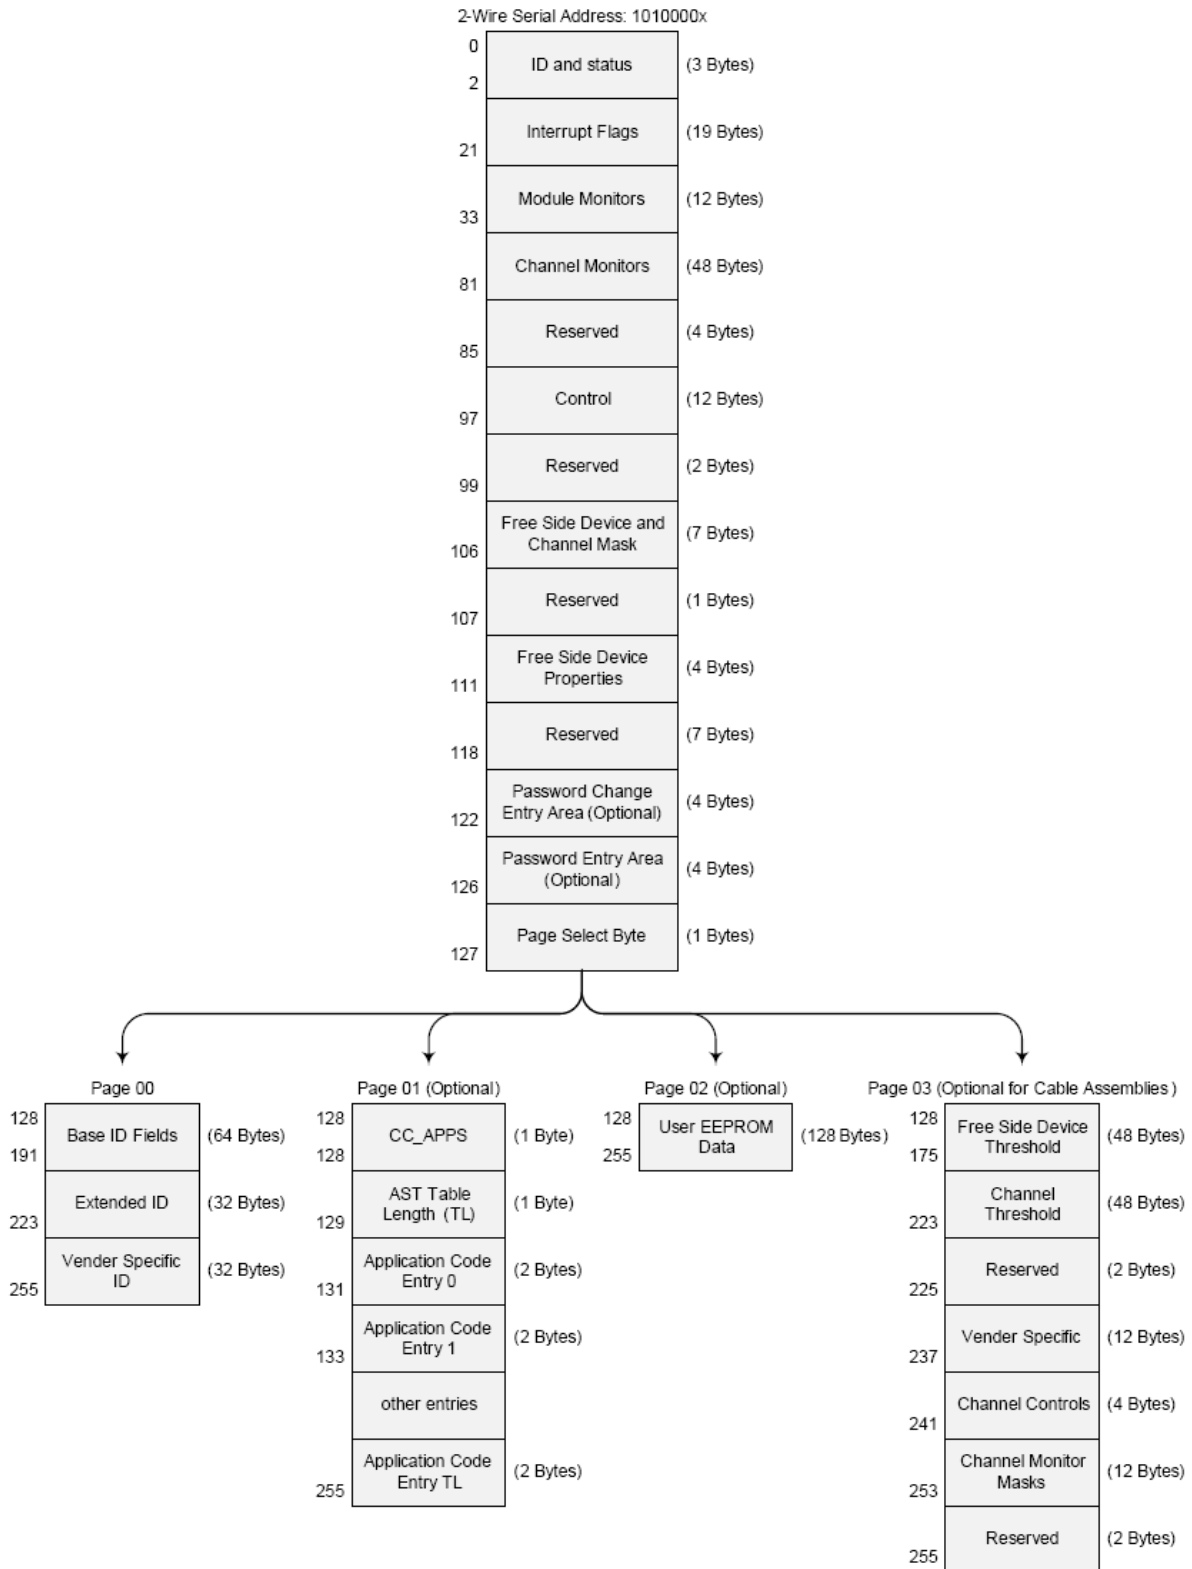 2-Wire Serial Address: 1010000x
0
ID and status (3 Bytes)
2
Interrupt Flags (19 Bytes)
21
Module Monitors (12 Bytes)
33
Channel Monitors (48 Bytes)
81
Reserved (4 Bytes)
85
Control (12 Bytes)
97
Reserved (2 Bytes)
99
Free Side Device and
Channel Mask
(7 Bytes)
106
Reserved (1 Bytes)
107
Free Side Device
Properties
(4 Bytes)
111
Reserved (7 Bytes)
118
Password Change
Entry Area (Optional)
(4 Bytes)
122
Password Entry Area
(Optional)
(4 Bytes)
126
Page Select Byte (1 Bytes)
127
Page 00
128
Base ID Fields (64 Bytes)
191
Extended ID (32 Bytes)
223
Vender Specific
ID
(32 Bytes)
255
Page 01 (Optional)
128
CC_APPS (1 Byte)
128
AST Table
Length (TL)
(1 Byte)
129
Application Code
Entry 0
(2 Bytes)
131
Application Code
Entry 1
(2 Bytes)
133
other entries
Application Code
Entry TL
(2 Bytes)
255
Page 02 (Optional)
128
User EEPROM
Data
(128 Bytes)
255
Page 03 (Optional for Cable Assemblies)
128
Free Side Device
Threshold
(48 Bytes)
175
Channel
Threshold
(48 Bytes)
223
Reserved (2 Bytes)
225
Vender Specific (12 Bytes)
237
Channel Controls (4 Bytes)
241
Channel Monitor
Masks
(12 Bytes)
253
Reserved (2 Bytes)
255